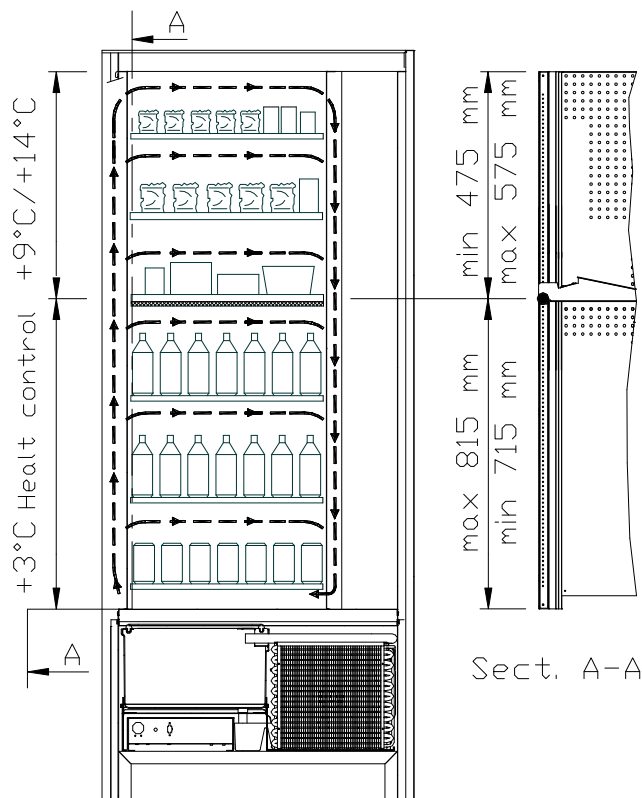 A
+9°C/+14°C
+3°C Healt control
min 475 mm
max 575 mm
max 815 mm
min 715 mm
A
Sect. A-A